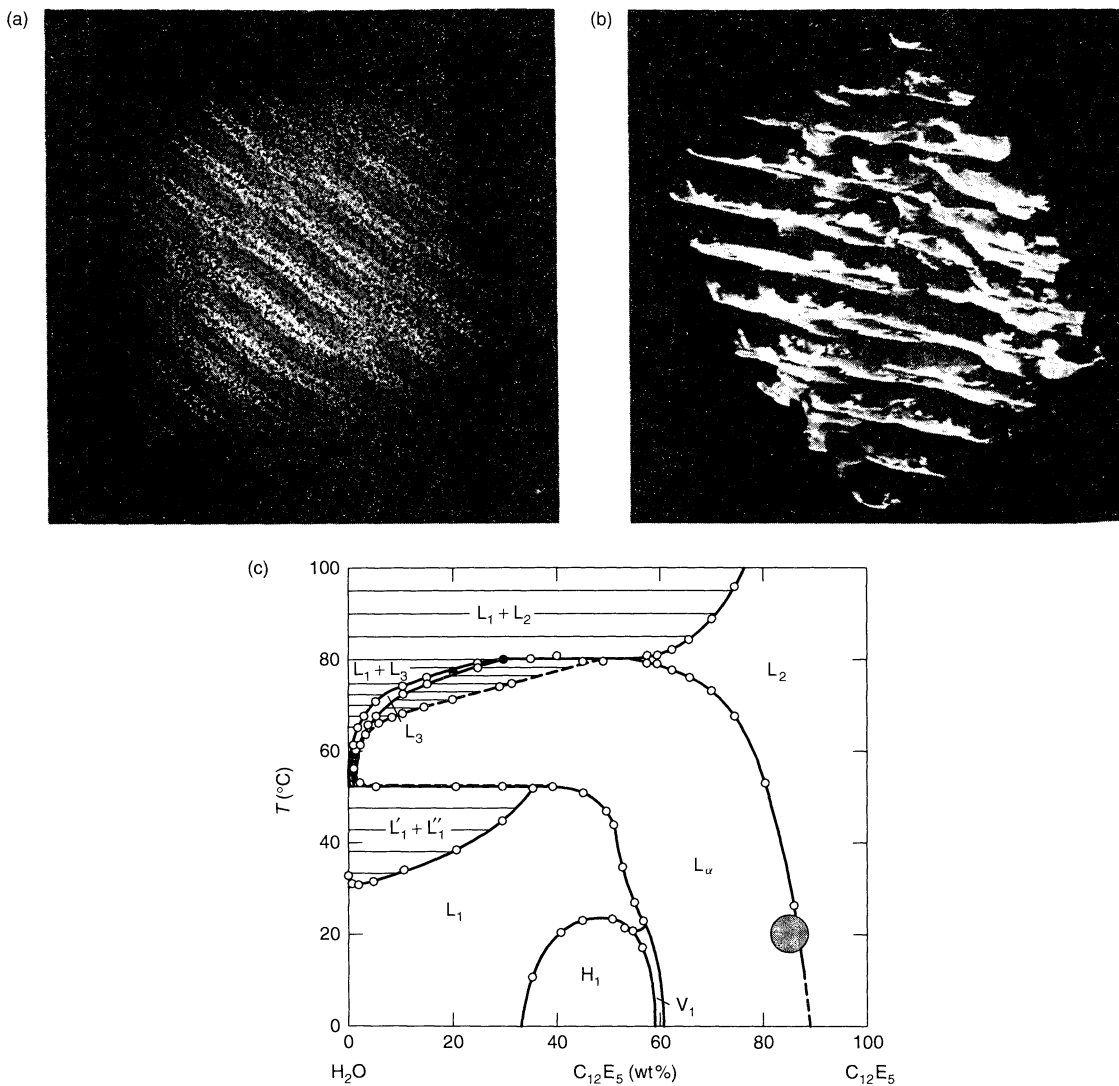 (a)
(b)
(c)
100
80
60
40
20
0
T (°C)
L₁ + L₂
L₁ + L₃
L₃
L₂
L′₁ + L″₁
L₁
Lα
H₁
V₁
0 20 40 60 80 100
H₂O C₁₂E₅ (wt%) C₁₂E₅